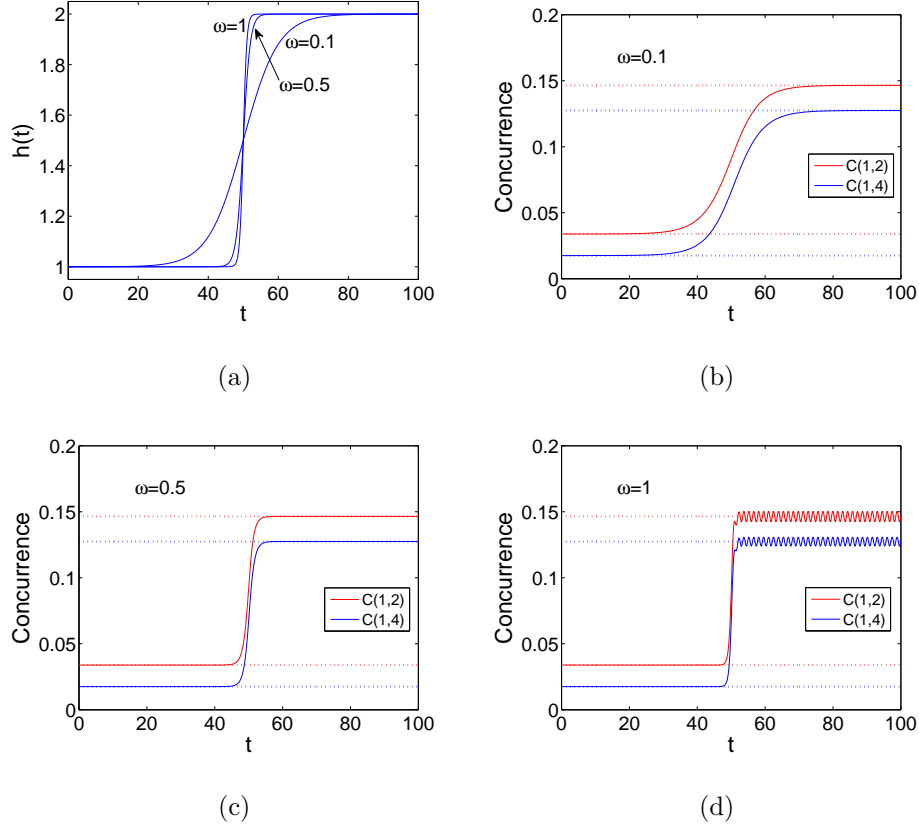 2
1.8
1.6
1.4
1.2
1
h(t)
0 20 40 60 80 100
t
ω=1
ω=0.1
ω=0.5
(a)
0.2
0.15
0.1
0.05
0
Concurrence
0 20 40 60 80 100
t
ω=0.1
C(1,2)
C(1,4)
(b)
0.2
0.15
0.1
0.05
0
Concurrence
0 20 40 60 80 100
t
ω=0.5
C(1,2)
C(1,4)
(c)
0.2
0.15
0.1
0.05
0
Concurrence
0 20 40 60 80 100
t
ω=1
C(1,2)
C(1,4)
(d)